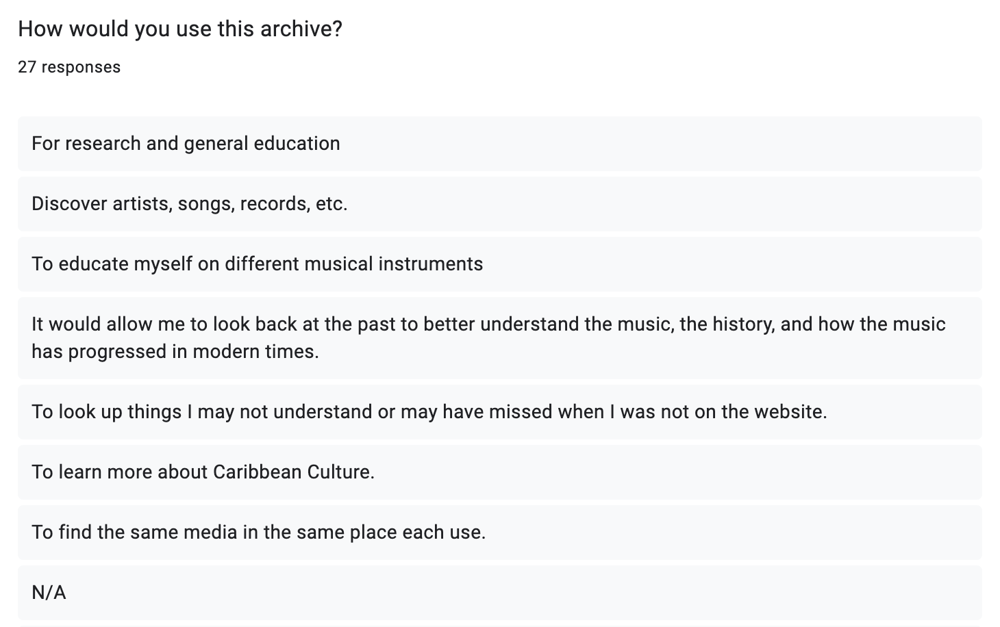 How would you use this archive?
27 responses
For research and general education
Discover artists, songs, records, etc.
To educate myself on different musical instruments
It would allow me to look back at the past to better understand the music, the history, and how the music
has progressed in modern times.
To look up things I may not understand or may have missed when I was not on the website.
To learn more about Caribbean Culture.
To find the same media in the same place each use.
N/A